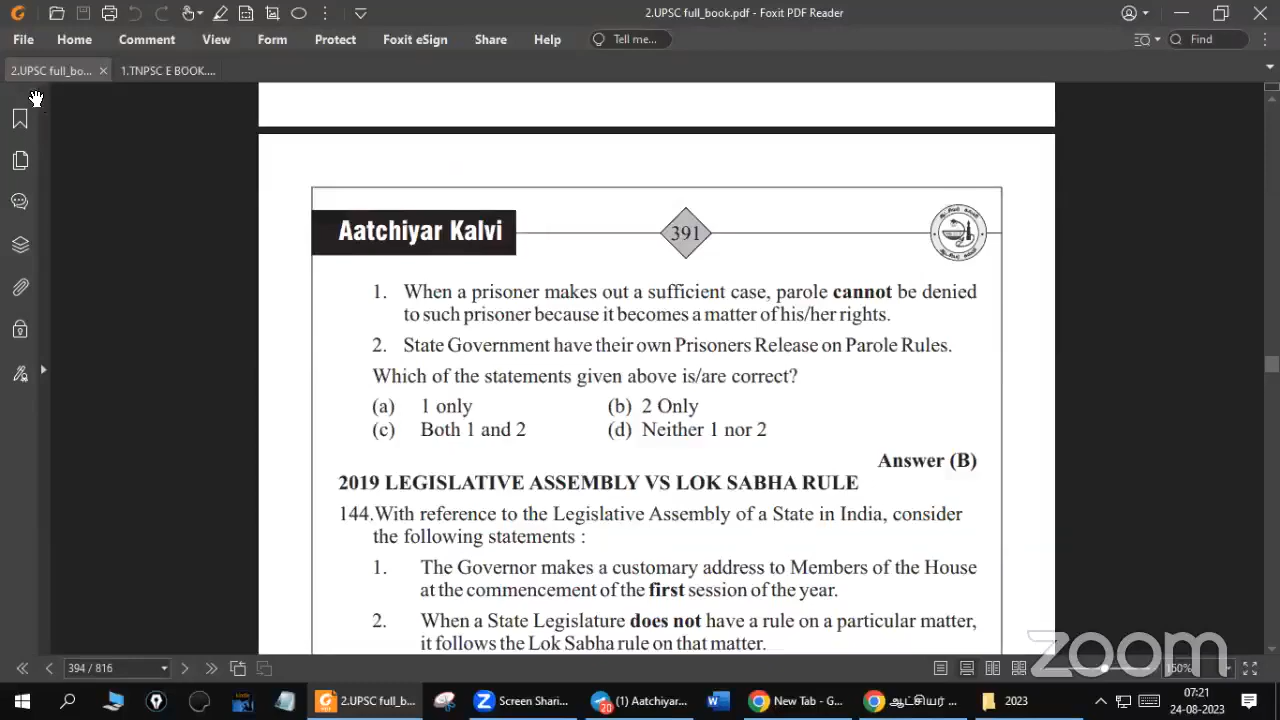 2.UPSC full_book.pdf - Foxit PDF Reader
File Home Comment View Form Protect Foxit eSign Share Help Tell me... Find
2.UPSC full_bo... 1.TNPSC E BOOK....
Aatchiyar Kalvi 391
1. When a prisoner makes out a sufficient case, parole cannot be denied
to such prisoner because it becomes a matter of his/her rights.
2. State Government have their own Prisoners Release on Parole Rules.
Which of the statements given above is/are correct?
(a) 1 only (b) 2 Only
(c) Both 1 and 2 (d) Neither 1 nor 2
Answer (B)
2019 LEGISLATIVE ASSEMBLY VS LOK SABHA RULE
144.With reference to the Legislative Assembly of a State in India, consider
the following statements :
1. The Governor makes a customary address to Members of the House
at the commencement of the first session of the year.
2. When a State Legislature does not have a rule on a particular matter,
it follows the Lok Sabha rule on that matter.
zoom
394 / 816 150%
2.UPSC full_b... Screen Shari... (1) Aatchiyar... New Tab - G... 2023 07:21
24-08-2023